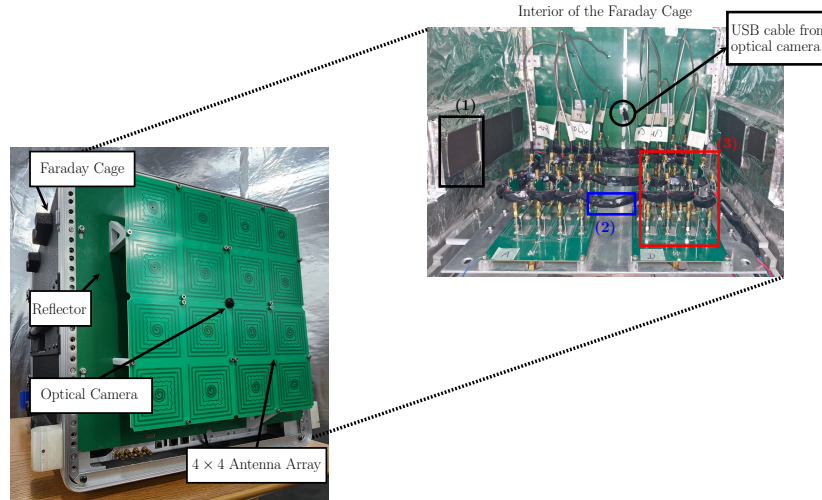 Interior of the Faraday Cage
USB cable from
optical camera
(1)
(3)
(2)
Faraday Cage
Reflector
Optical Camera
4 × 4 Antenna Array